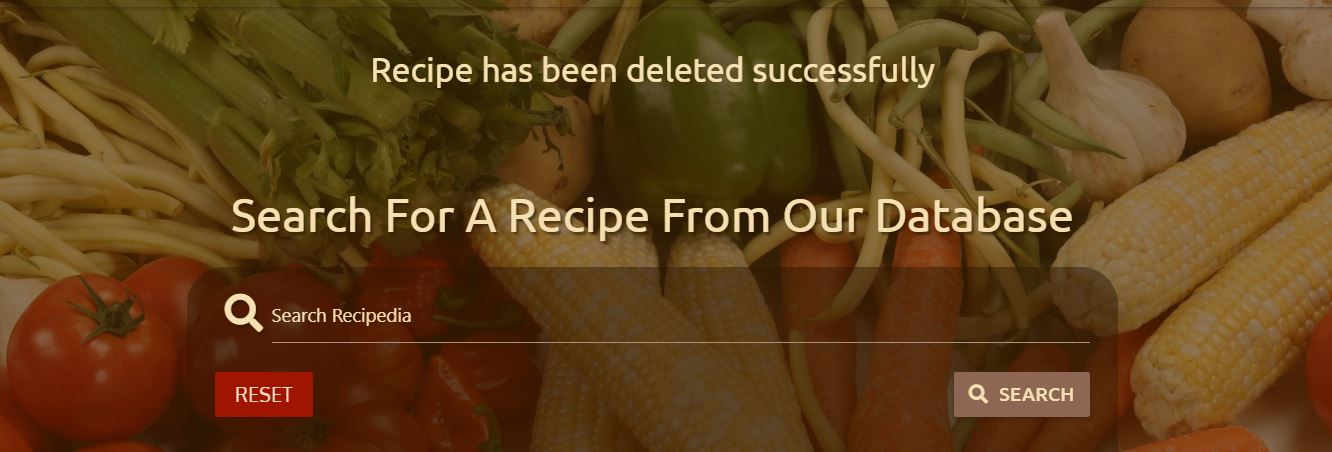 Recipe has been deleted successfully
Search For A Recipe From Our Database
Search Recipedia
RESET
SEARCH